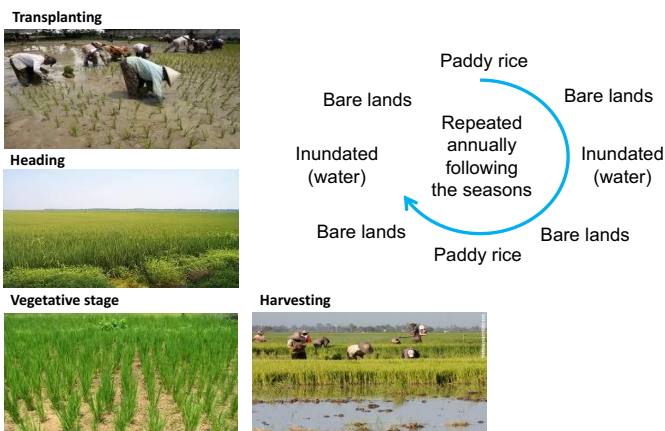 Transplanting
Heading
Vegetative stage
Harvesting
Paddy rice
Bare lands
Inundated
(water)
Bare lands
Paddy rice
Bare lands
Inundated
(water)
Bare lands
Repeated
annually
following
the seasons